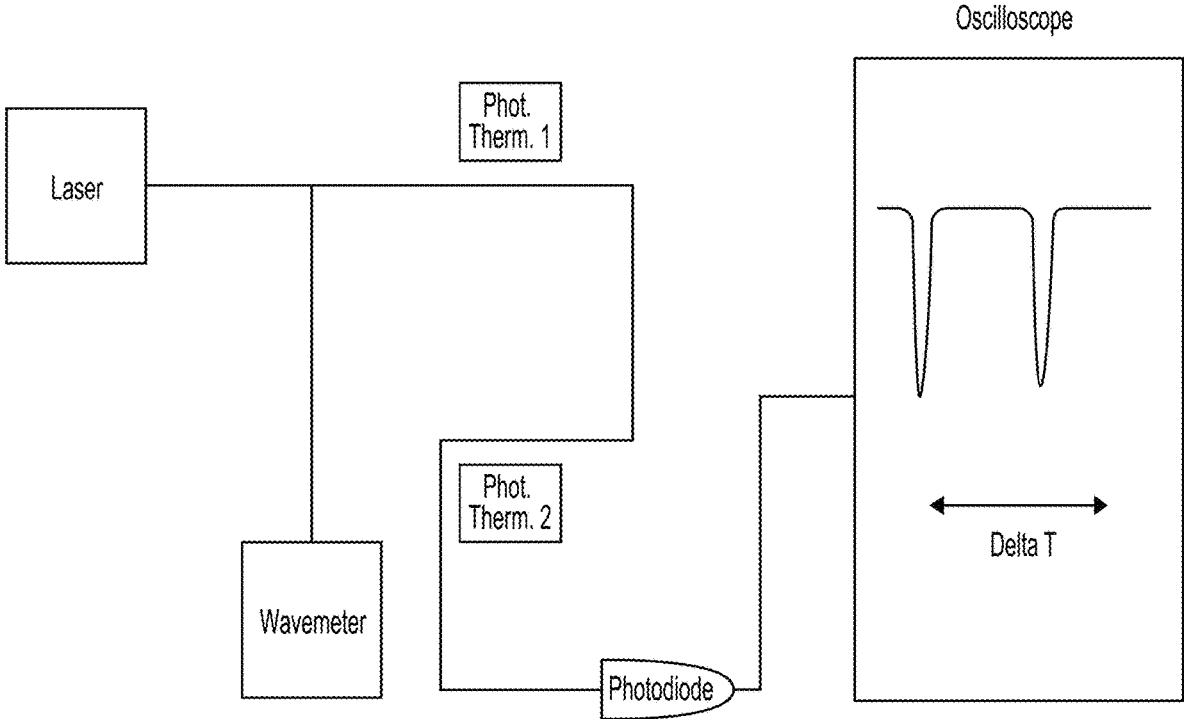 Oscilloscope
Phot.
Therm. 1
Laser
Phot.
Therm. 2
Delta T
Wavemeter
Photodiode